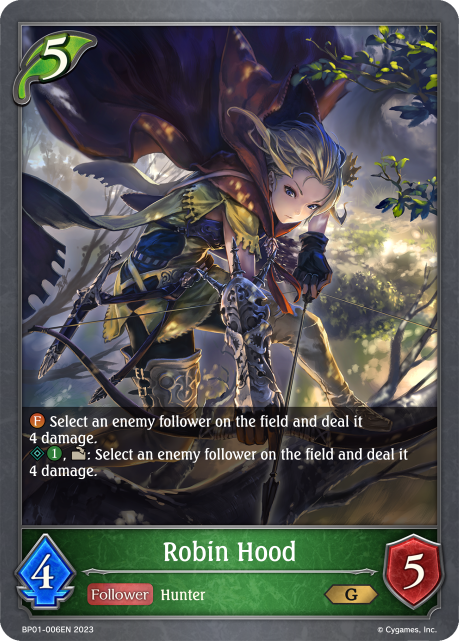 5
F Select an enemy follower on the field and deal it
4 damage.
1, : Select an enemy follower on the field and deal it
4 damage.
Robin Hood
4
Follower Hunter
G
5
BP01-006EN 2023
© Cygames, Inc.